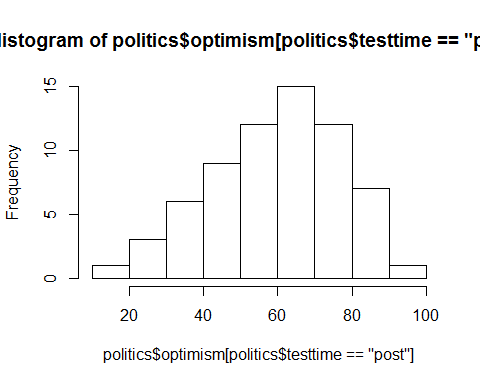 Histogram of politics$optimism[politics$testtime == "p
Frequency
15
10
5
0
20 40 60 80 100
politics$optimism[politics$testtime == "post"]